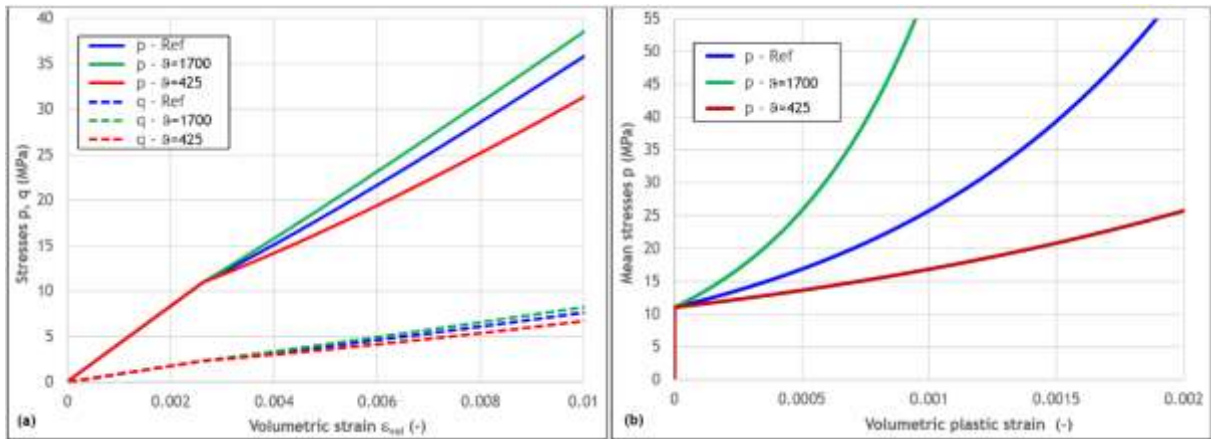 40
35
30
25
20
15
10
5
0
Stresses p, q (MPa)
p - Ref
p - ϑ=1700
p - ϑ=425
q - Ref
q - ϑ=1700
q - ϑ=425
0 0.002 0.004 0.006 0.008 0.01
(a)
Volumetric strain εvol (-)
55
50
45
40
35
30
25
20
15
10
5
0
Mean stresses p (MPa)
p - Ref
p - ϑ=1700
p - ϑ=425
0 0.0005 0.001 0.0015 0.002
(b)
Volumetric plastic strain (-)